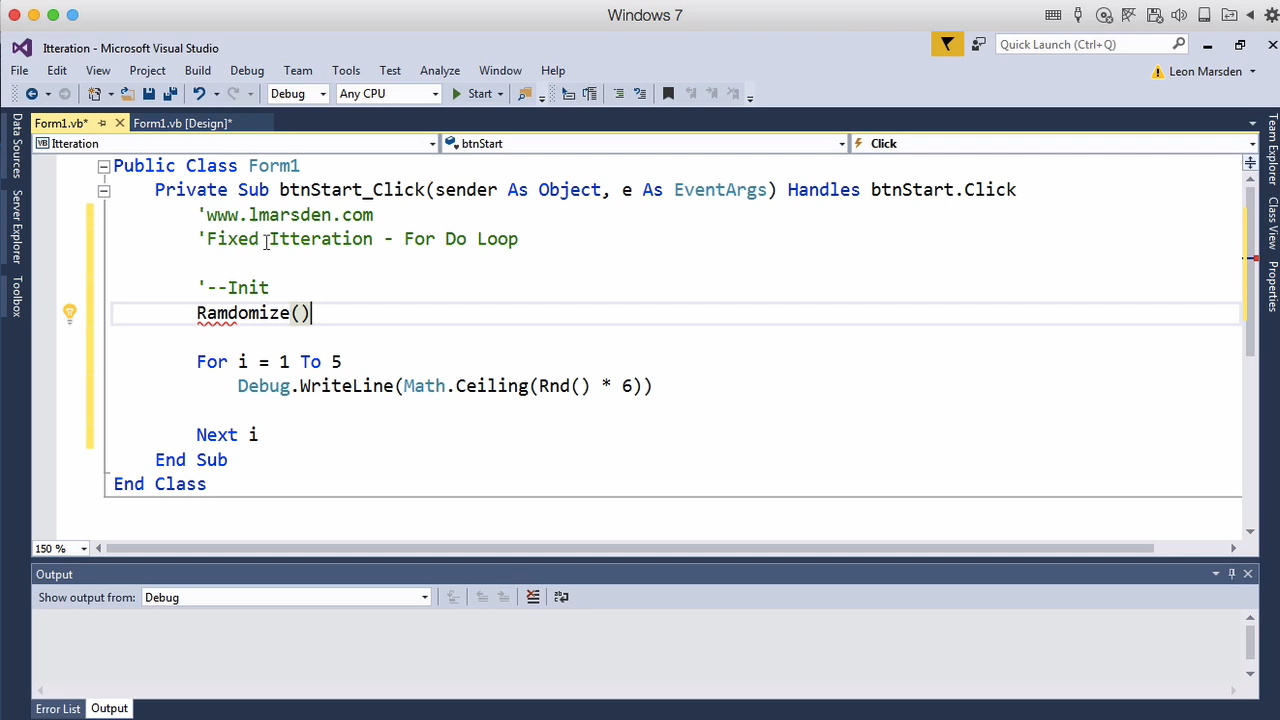 Windows 7
Itteration - Microsoft Visual Studio
Quick Launch (Ctrl+Q)
File Edit View Project Build Debug Team Tools Test Analyze Window Help
Leon Marsden
Debug
Any CPU
Start
Form1.vb*
Form1.vb [Design]*
Itteration
btnStart
Click
Data Sources
Server Explorer
Toolbox
Public Class Form1
Private Sub btnStart_Click(sender As Object, e As EventArgs) Handles btnStart.Click
'www.lmarsden.com
'Fixed Itteration - For Do Loop
'--Init
Ramdomize()
For i = 1 To 5
Debug.WriteLine(Math.Ceiling(Rnd() * 6))
Next i
End Sub
End Class
Team Explorer
Class View
Properties
150 %
Output
Show output from: Debug
Error List
Output